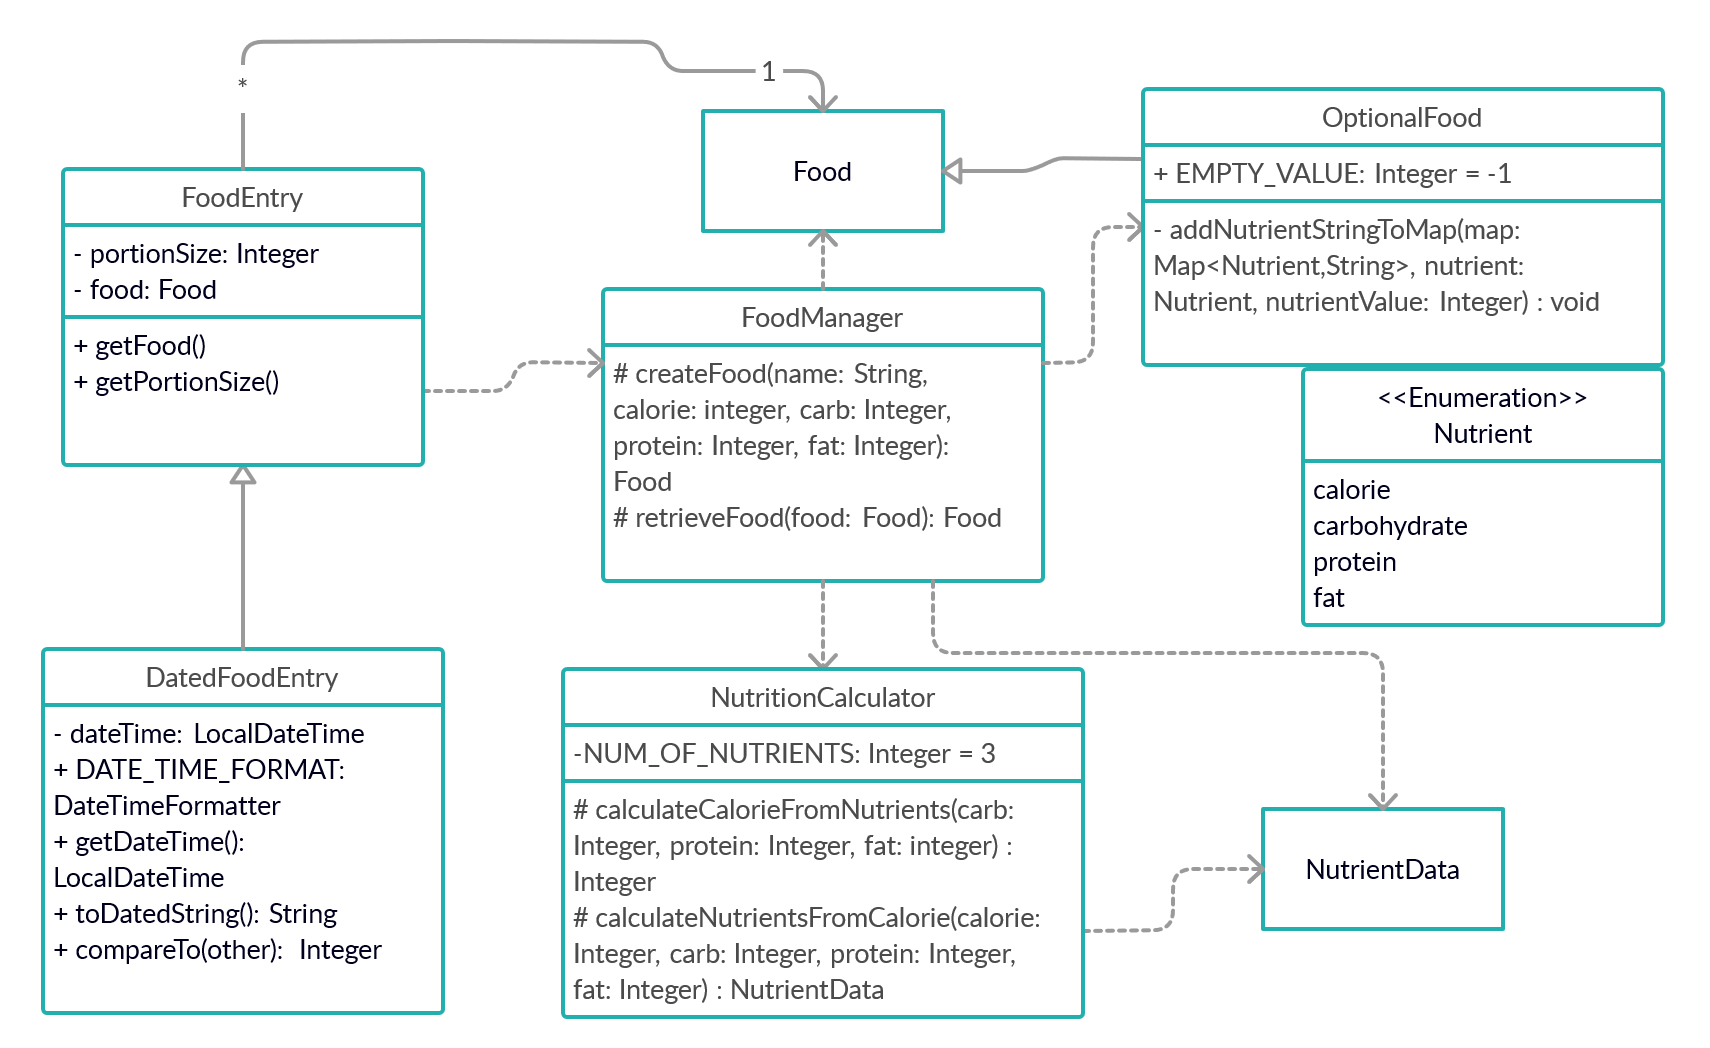 *
1
Food
OptionalFood
+ EMPTY_VALUE: Integer = -1
- addNutrientStringToMap(map:
Map<Nutrient,String>, nutrient:
Nutrient, nutrientValue: Integer) : void
FoodEntry
- portionSize: Integer
- food: Food
+ getFood()
+ getPortionSize()
FoodManager
# createFood(name: String,
calorie: integer, carb: Integer,
protein: Integer, fat: Integer):
Food
# retrieveFood(food: Food): Food
<<Enumeration>>
Nutrient
calorie
carbohydrate
protein
fat
DatedFoodEntry
- dateTime: LocalDateTime
+ DATE_TIME_FORMAT:
DateTimeFormatter
+ getDateTime():
LocalDateTime
+ toDatedString(): String
+ compareTo(other): Integer
NutritionCalculator
-NUM_OF_NUTRIENTS: Integer = 3
# calculateCalorieFromNutrients(carb:
Integer, protein: Integer, fat: integer) :
Integer
# calculateNutrientsFromCalorie(calorie:
Integer, carb: Integer, protein: Integer,
fat: Integer) : NutrientData
NutrientData